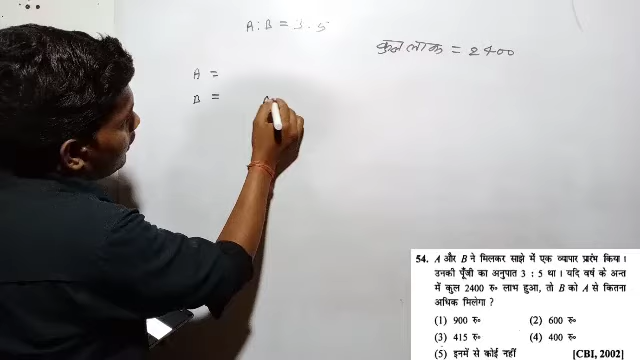 A : B = 3 . 5
कुल लाभ = 2400
A =
B =
54. A और B ने मिलकर साझे में एक व्यापार प्रारंभ किया।
उनकी पूँजी का अनुपात 3 : 5 था। यदि वर्ष के अन्त
में कुल 2400 रु० लाभ हुआ, तो B को A से कितना
अधिक मिलेगा ?
(1) 900 रु० (2) 600 रु०
(3) 415 रु० (4) 400 रु०
(5) इनमें से कोई नहीं [CBI, 2002]